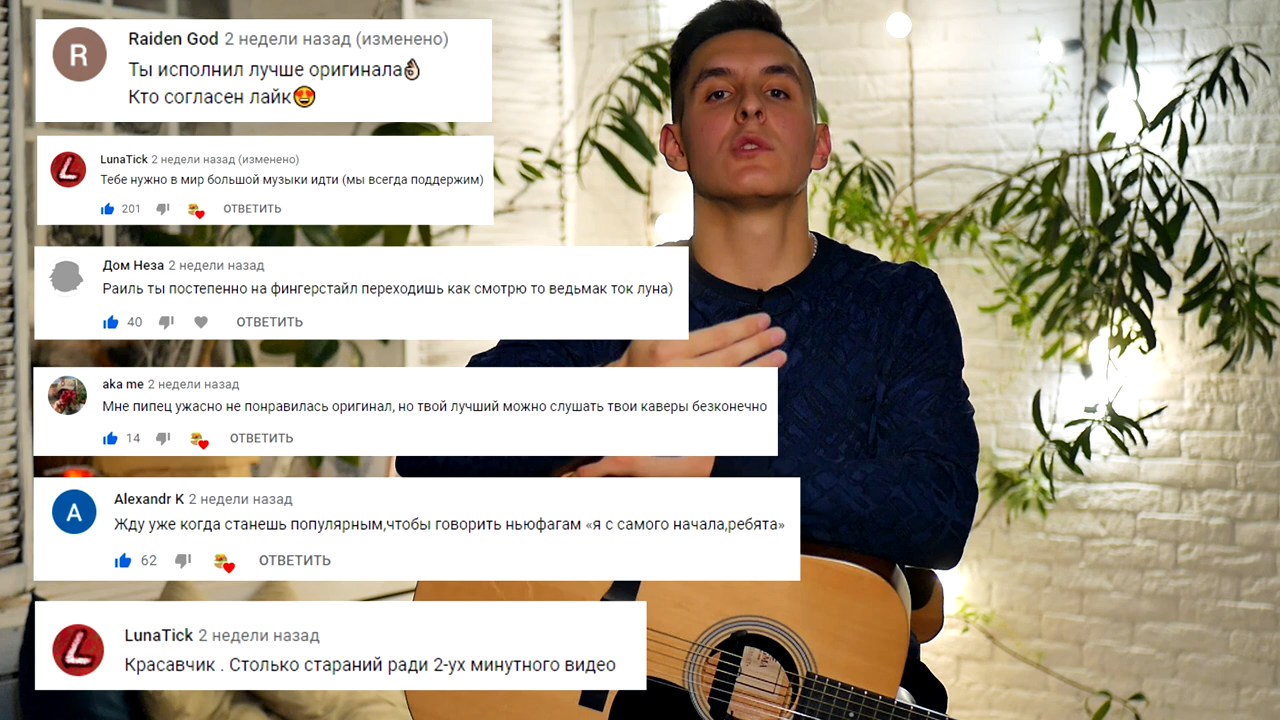 R
Raiden God 2 недели назад (изменено)
Ты исполнил лучше оригинала👌🏻
Кто согласен лайк😍
LunaTick 2 недели назад (изменено)
Тебе нужно в мир большой музыки идти (мы всегда поддержим)
201 ОТВЕТИТЬ
Дом Неза 2 недели назад
Раиль ты постепенно на фингерстайл переходишь как смотрю то ведьмак ток луна)
40 ОТВЕТИТЬ
aka me 2 недели назад
Мне пипец ужасно не понравилась оригинал, но твой лучший можно слушать твои каверы безконечно
14 ОТВЕТИТЬ
A
Alexandr K 2 недели назад
Жду уже когда станешь популярным,чтобы говорить ньюфагам «я с самого начала,ребята»
62 ОТВЕТИТЬ
LunaTick 2 недели назад
Красавчик . Столько стараний ради 2-ух минутного видео